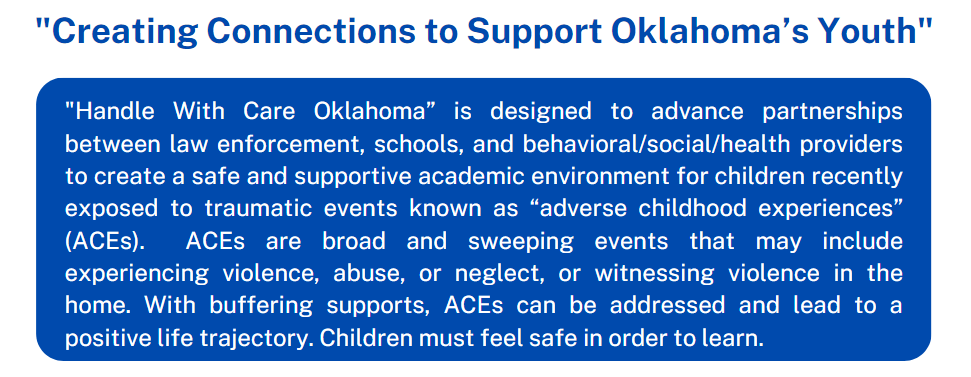 "Creating Connections to Support Oklahoma’s Youth"
"Handle With Care Oklahoma” is designed to advance partnerships
between law enforcement, schools, and behavioral/social/health providers
to create a safe and supportive academic environment for children recently
exposed to traumatic events known as “adverse childhood experiences”
(ACEs). ACEs are broad and sweeping events that may include
experiencing violence, abuse, or neglect, or witnessing violence in the
home. With buffering supports, ACEs can be addressed and lead to a
positive life trajectory. Children must feel safe in order to learn.